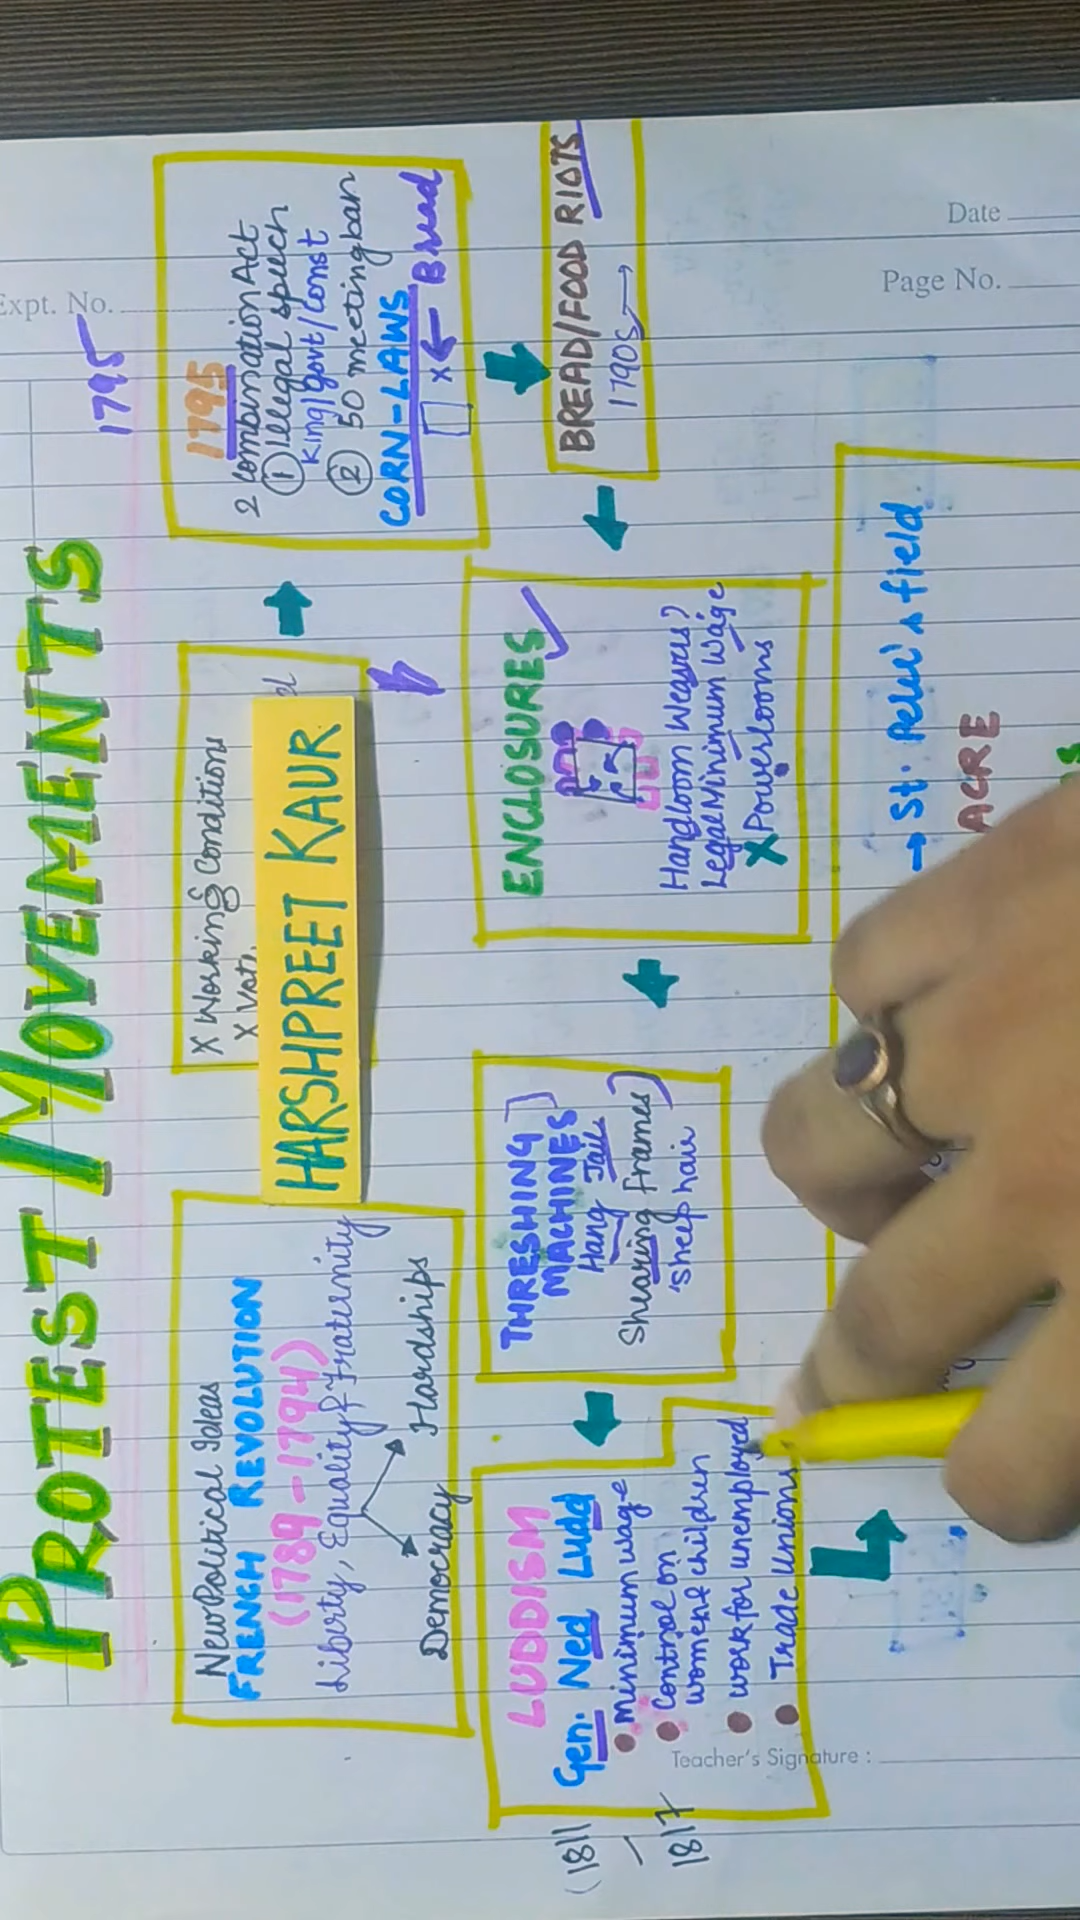 Expt. No.
Date
Page No.
PROTEST MOVEMENTS
1795
New Political Ideas
FRENCH REVOLUTION
(1789-1794)
Liberty, Equality & Fraternity
Democracy Hardships
X Working Condition
X
HARSHPREET KAUR
1795
2 Combination Act
① Illegal speech
King/Govt/Const
② 50 meeting ban
CORN-LAWS
x ← Bread
BREAD/FOOD RIOTS
1790s →
ENCLOSURES
Handloom Weavers?
Legal Minimum Wage
X Powerlooms
THRESHING
MACHINES
Hang Jail
Shearing Frames
'Sheep hair
LUDDISM
Gen. Ned Ludd
• Minimum wage
• Control on
women & children
• work for unemployed
• Trade Unions
(1811
–
1817
→ St. Peter's field
ACRE
Teacher's Signature :